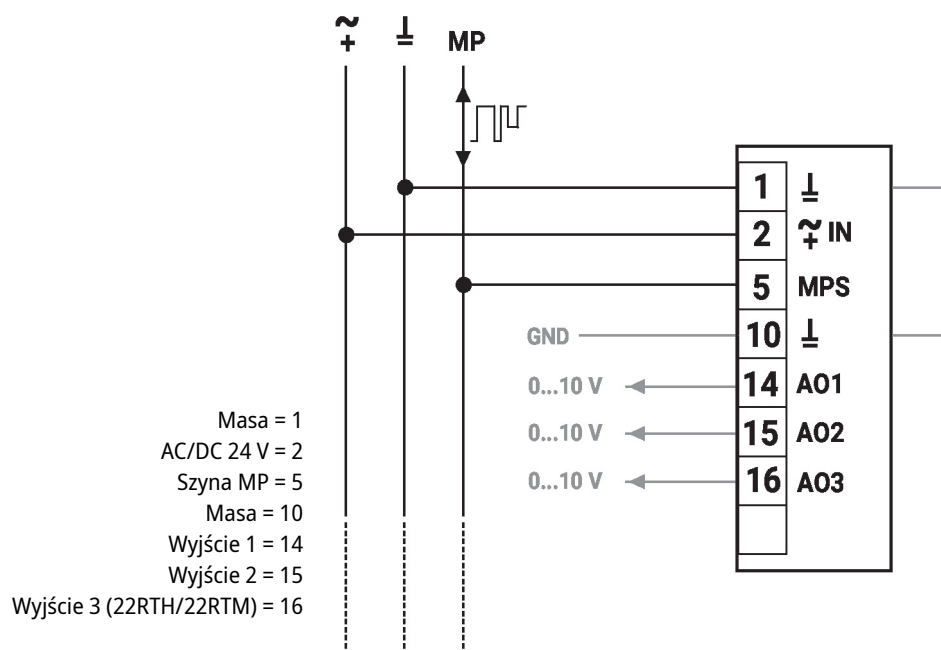 ~
+
⊥
=
MP
1 ⊥
2 ~
+ IN
5 MPS
GND 10 ⊥
0...10 V 14 AO1
0...10 V 15 AO2
0...10 V 16 AO3
Masa = 1
AC/DC 24 V = 2
Szyna MP = 5
Masa = 10
Wyjście 1 = 14
Wyjście 2 = 15
Wyjście 3 (22RTH/22RTM) = 16